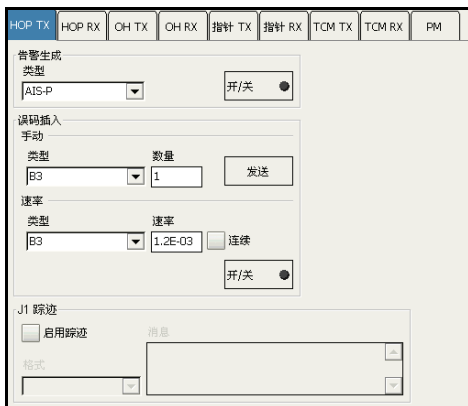 HOP TX HOP RX OH TX OH RX 指针 TX 指针 RX TCM TX TCM RX PM
告警生成
类型
AIS-P 开/关
误码插入
手动
类型 数量
B3 1 发送
速率
类型 速率
B3 1.2E-03 连续
开/关
J1 踪迹
启用踪迹 消息
格式